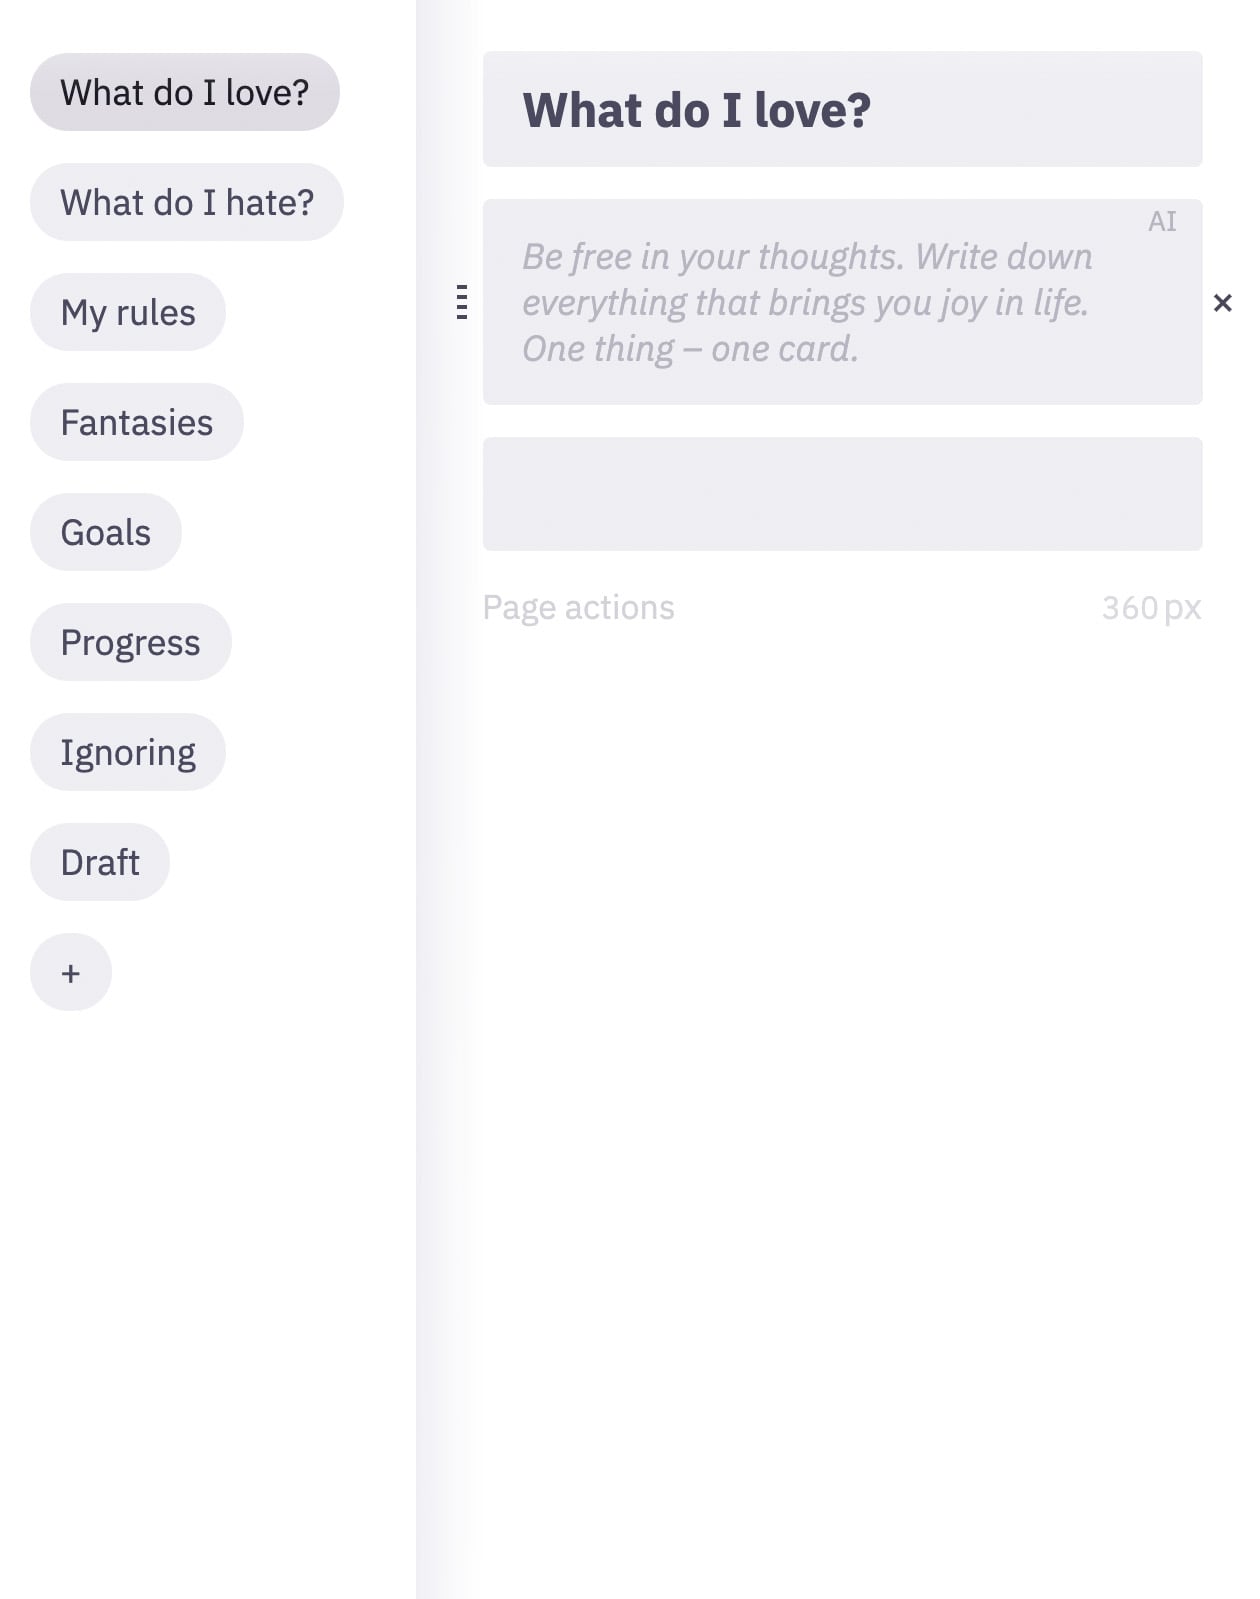 What do I love?
What do I hate?
My rules
Fantasies
Goals
Progress
Ignoring
Draft
+
What do I love?
AI
Be free in your thoughts. Write down
everything that brings you joy in life.
One thing – one card.
Page actions
360 px